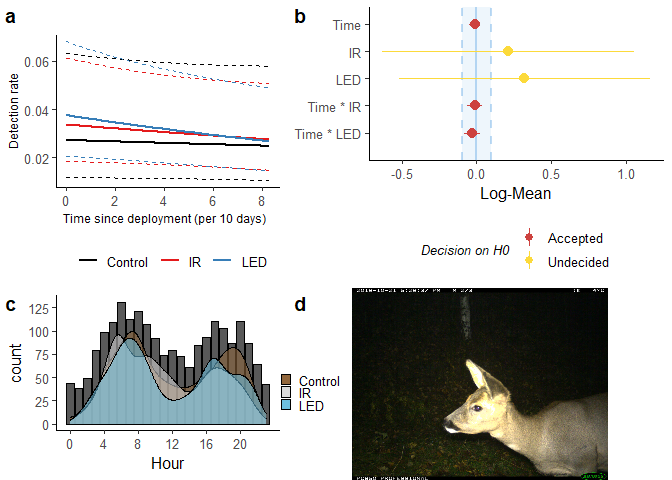 a
0.06
0.04
0.02
Detection rate
0 2 4 6 8
Time since deployment (per 10 days)
Control IR LED
b
Time
IR
LED
Time * IR
Time * LED
-0.5 0.0 0.5 1.0
Log-Mean
Decision on H0
Accepted
Undecided
c
125
100
75
50
25
0
count
0 4 8 12 16 20
Hour
Control
IR
LED
d
PC850 PROFESSIONAL